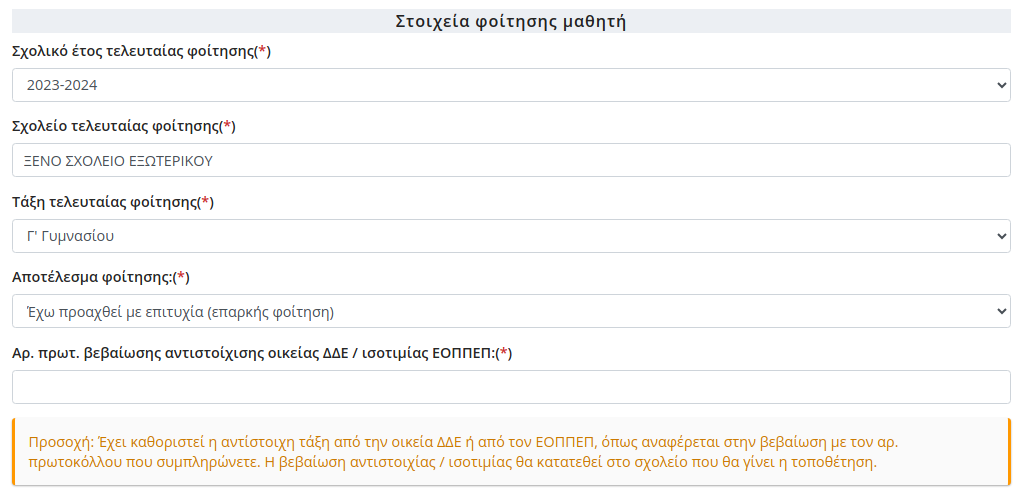 Στοιχεία φοίτησης μαθητή
Σχολικό έτος τελευταίας φοίτησης(*)
2023-2024
Σχολείο τελευταίας φοίτησης(*)
ΞΕΝΟ ΣΧΟΛΕΙΟ ΕΞΩΤΕΡΙΚΟΥ
Τάξη τελευταίας φοίτησης(*)
Γ' Γυμνασίου
Αποτέλεσμα φοίτησης:(*)
Έχω προαχθεί με επιτυχία (επαρκής φοίτηση)
Αρ. πρωτ. βεβαίωσης αντιστοίχισης οικείας ΔΔΕ / ισοτιμίας ΕΟΠΠΕΠ:(*)
Προσοχή: Έχει καθοριστεί η αντίστοιχη τάξη από την οικεία ΔΔΕ ή από τον ΕΟΠΠΕΠ, όπως αναφέρεται στην βεβαίωση με τον αρ.
πρωτοκόλλου που συμπληρώνετε. Η βεβαίωση αντιστοιχίας / ισοτιμίας θα κατατεθεί στο σχολείο που θα γίνει η τοποθέτηση.